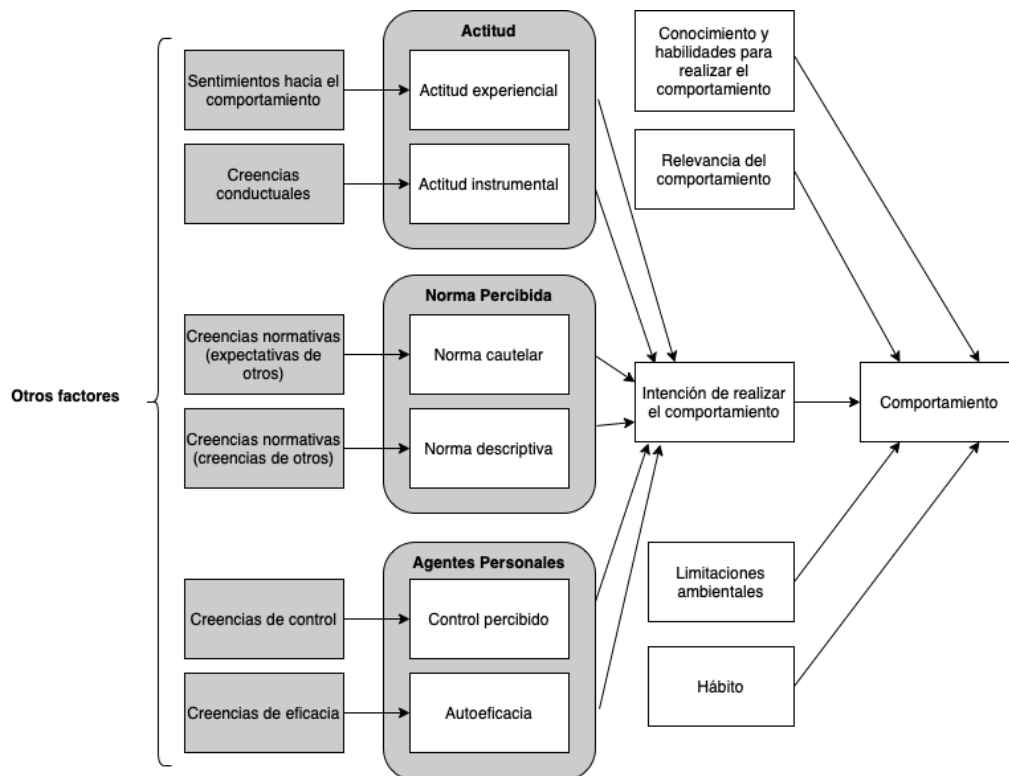 Otros factores
Sentimientos hacia el
comportamiento
Creencias
conductuales
Creencias normativas
(expectativas de
otros)
Creencias normativas
(creencias de otros)
Creencias de control
Creencias de eficacia
Actitud
Actitud experiencial
Actitud instrumental
Norma Percibida
Norma cautelar
Norma descriptiva
Agentes Personales
Control percibido
Autoeficacia
Conocimiento y
habilidades para
realizar el
comportamiento
Relevancia del
comportamiento
Intención de realizar
el comportamiento
Comportamiento
Limitaciones
ambientales
Hábito